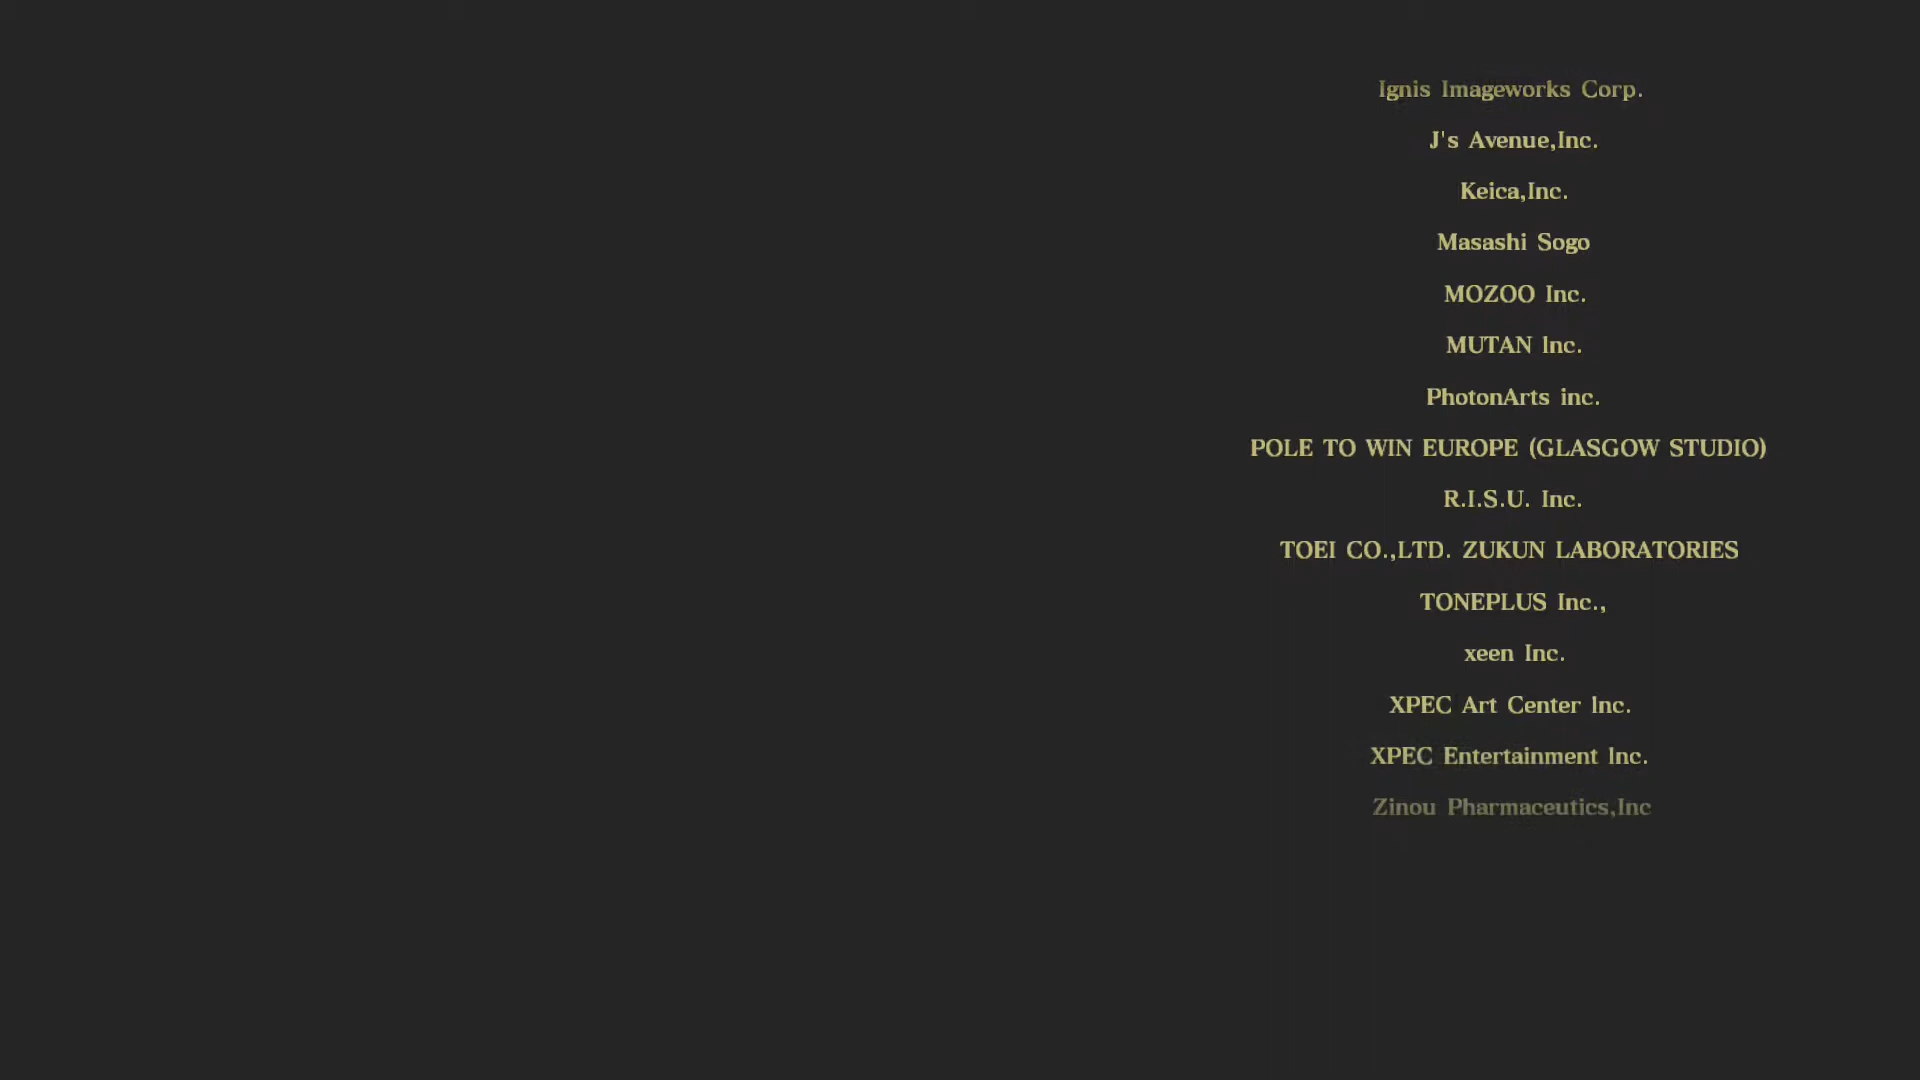 Ignis Imageworks Corp.
J's Avenue,Inc.
Keica,Inc.
Masashi Sogo
MOZOO Inc.
MUTAN Inc.
PhotonArts inc.
POLE TO WIN EUROPE (GLASGOW STUDIO)
R.I.S.U. Inc.
TOEI CO.,LTD. ZUKUN LABORATORIES
TONEPLUS Inc.,
xeen Inc.
XPEC Art Center Inc.
XPEC Entertainment Inc.
Zinou Pharmaceutics,Inc